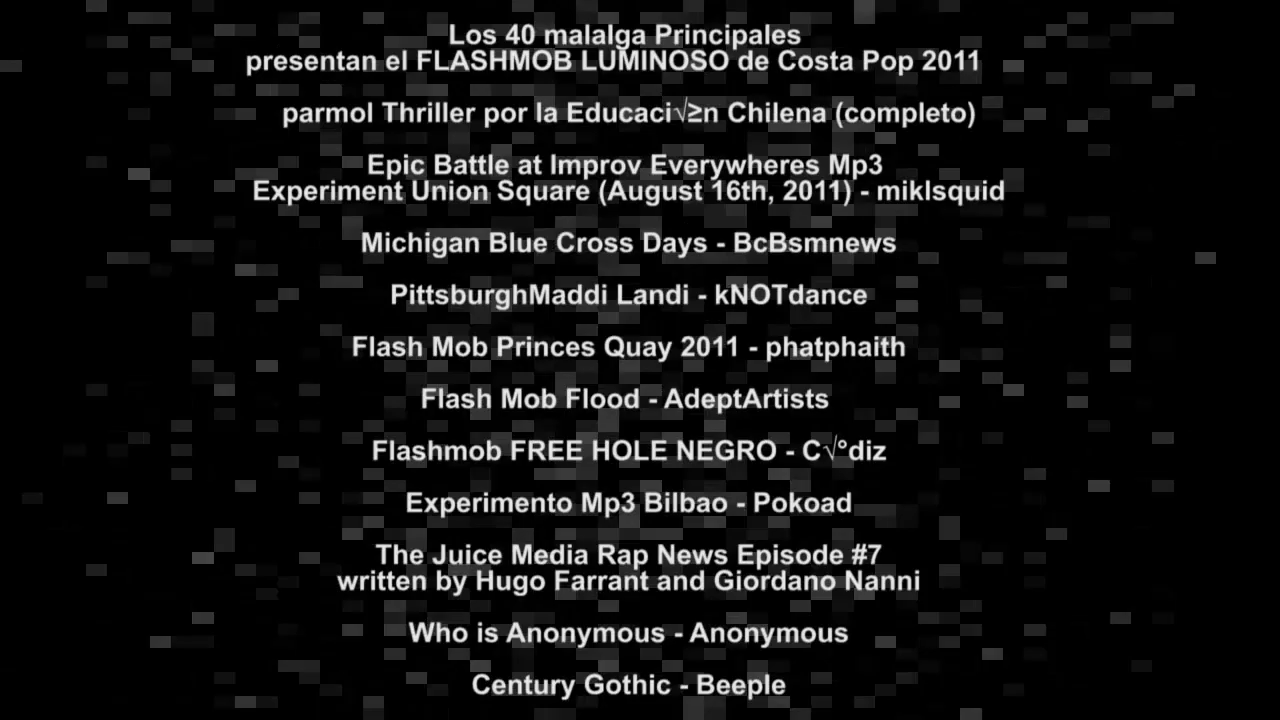 Los 40 malalga Principales
presentan el FLASHMOB LUMINOSO de Costa Pop 2011
parmol Thriller por la Educaci√≥n Chilena (completo)
Epic Battle at Improv Everywheres Mp3
Experiment Union Square (August 16th, 2011) - miklsquid
Michigan Blue Cross Days - BcBsmnews
PittsburghMaddi Landi - kNOTdance
Flash Mob Princes Quay 2011 - phatphaith
Flash Mob Flood - AdeptArtists
Flashmob FREE HOLE NEGRO - C√°diz
Experimento Mp3 Bilbao - Pokoad
The Juice Media Rap News Episode #7
written by Hugo Farrant and Giordano Nanni
Who is Anonymous - Anonymous
Century Gothic - Beeple